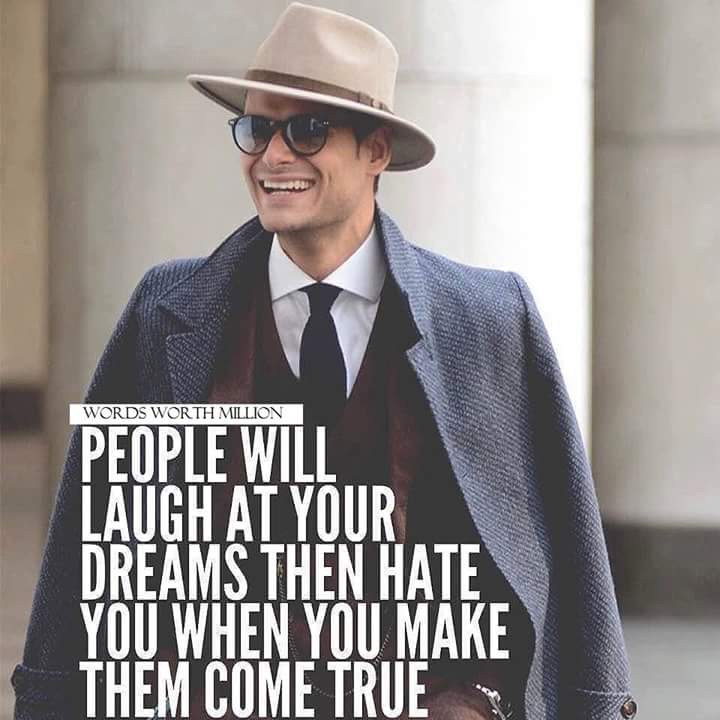 WORDS WORTH MILLION
PEOPLE WILL
LAUGH AT YOUR
DREAMS THEN HATE
YOU WHEN YOU MAKE
THEM COME TRUE